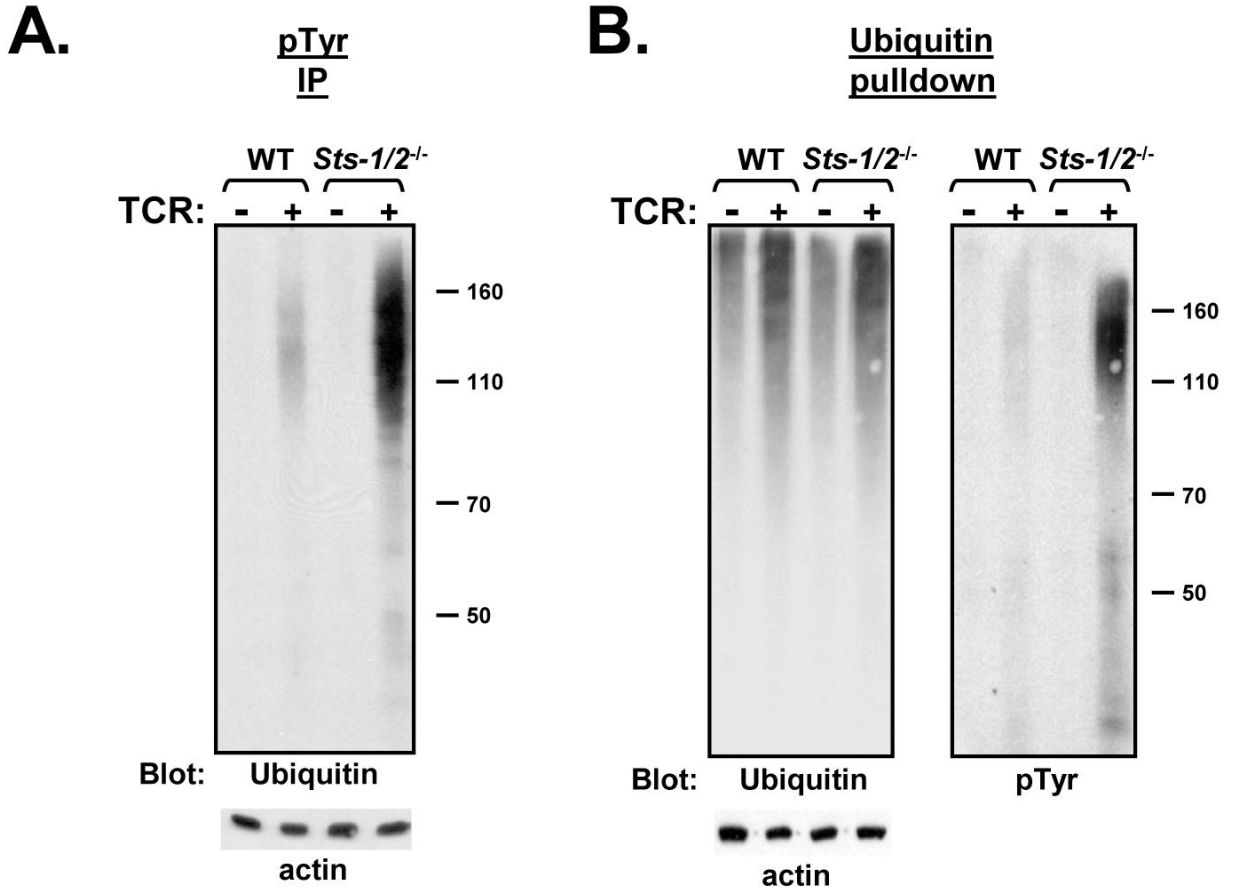 A.
pTyr
IP
WT Sts-1/2-/-
TCR: - + - +
160
110
70
50
Blot: Ubiquitin
actin
B.
Ubiquitin
pulldown
WT Sts-1/2-/- WT Sts-1/2-/-
TCR: - + - + - + - +
160
110
70
50
Blot: Ubiquitin pTyr
actin